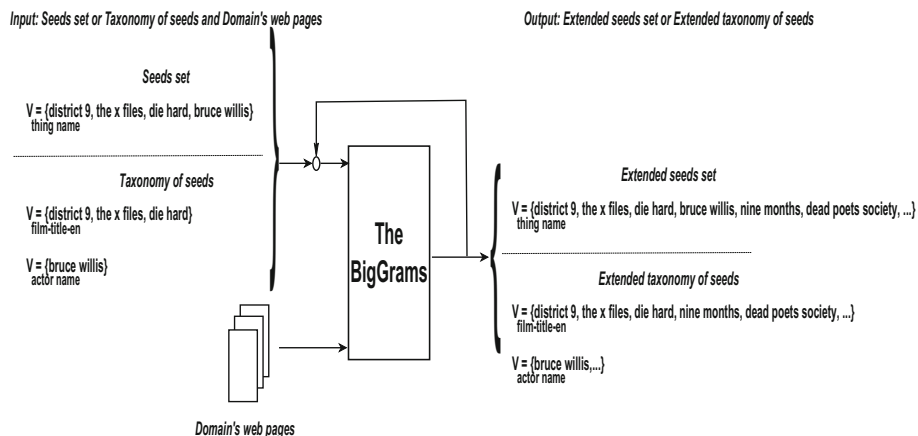 Input: Seeds set or Taxonomy of seeds and Domain's web pages
Output: Extended seeds set or Extended taxonomy of seeds
Seeds set
V = {district 9, the x files, die hard, bruce willis}
thing name
Taxonomy of seeds
V = {district 9, the x files, die hard}
film-title-en
V = {bruce willis}
actor name
Domain's web pages
The
BigGrams
Extended seeds set
V = {district 9, the x files, die hard, bruce willis, nine months, dead poets society, ...}
thing name
Extended taxonomy of seeds
V = {district 9, the x files, die hard, nine months, dead poets society, ...}
film-title-en
V = {bruce willis,...}
actor name